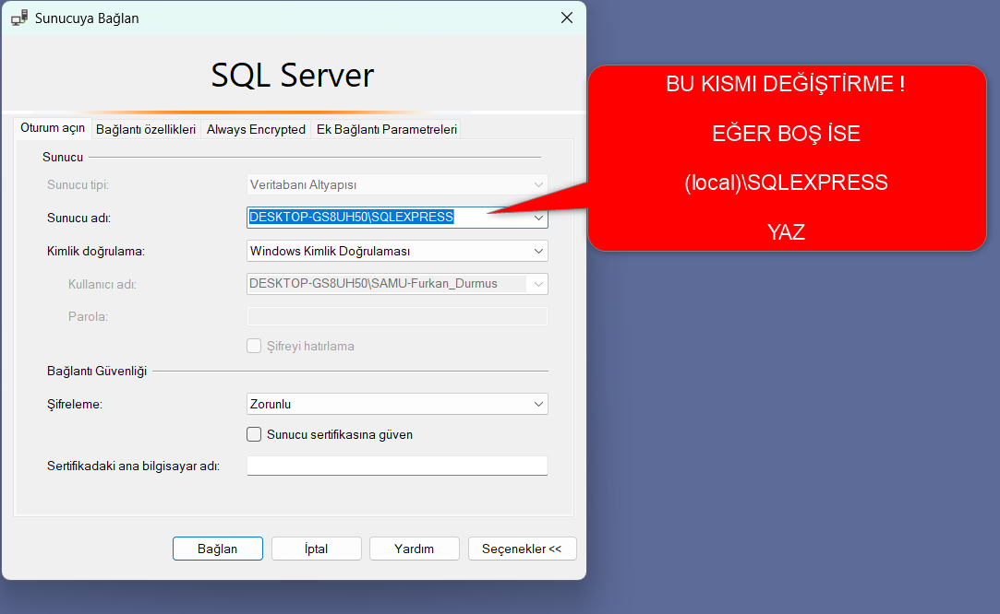 Sunucuya Bağlan
SQL Server
BU KISMI DEĞİŞTİRME !
EĞER BOŞ İSE
(local)\SQLEXPRESS
YAZ
Oturum açın Bağlantı özellikleri Always Encrypted Ek Bağlantı Parametreleri
Sunucu
Sunucu tipi: Veritabanı Altyapısı
Sunucu adı: DESKTOP-GS8UH50\SQLEXPRESS
Kimlik doğrulama: Windows Kimlik Doğrulaması
Kullanıcı adı: DESKTOP-GS8UH50\SAMU-Furkan_Durmus
Parola:
Şifreyi hatırlama
Bağlantı Güvenliği
Şifreleme: Zorunlu
Sunucu sertifikasına güven
Sertifikadaki ana bilgisayar adı:
Bağlan İptal Yardım Seçenekler <<